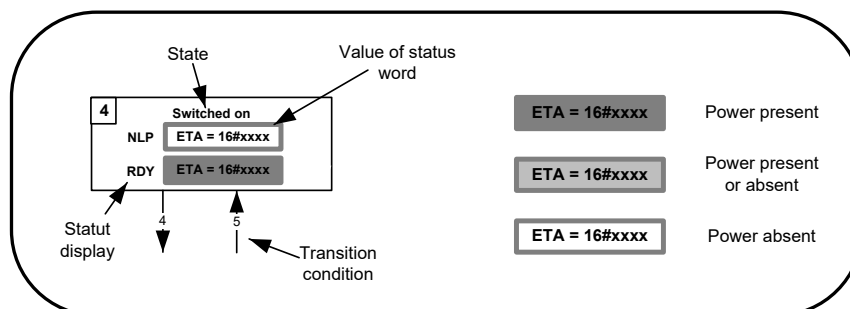 State
Value of status
word
4
Switched on
NLP
ETA = 16#xxxx
RDY
ETA = 16#xxxx
Statut
display
4
5
Transition
condition
ETA = 16#xxxx
Power present
ETA = 16#xxxx
Power present
or absent
ETA = 16#xxxx
Power absent